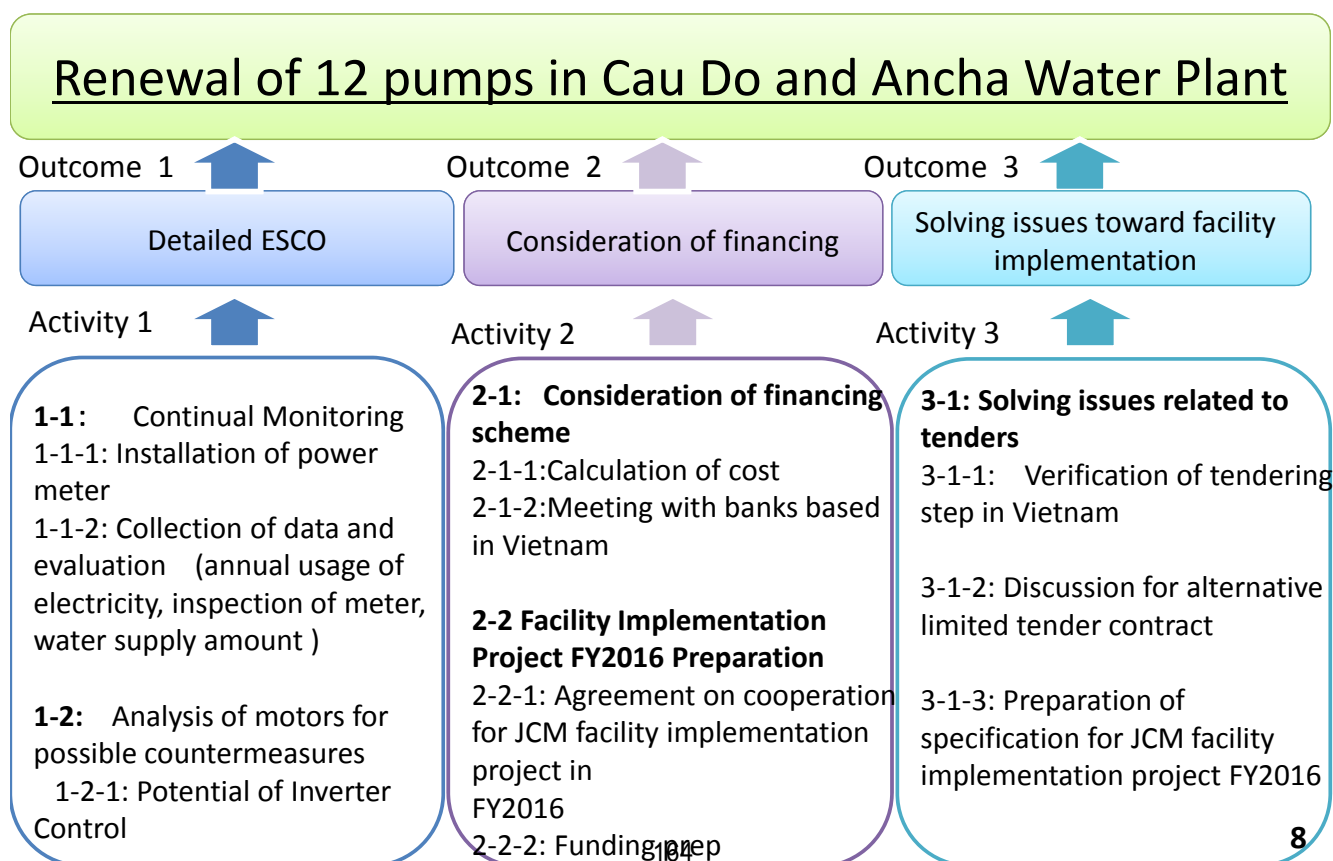 Renewal of 12 pumps in Cau Do and Ancha Water Plant
Outcome 1
Detailed ESCO
Activity 1
1-1: Continual Monitoring
1-1-1: Installation of power
meter
1-1-2: Collection of data and
evaluation (annual usage of
electricity, inspection of meter,
water supply amount )
1-2: Analysis of motors for
possible countermeasures
1-2-1: Potential of Inverter
Control
Outcome 2
Consideration of financing
Activity 2
2-1: Consideration of financing
scheme
2-1-1:Calculation of cost
2-1-2:Meeting with banks based
in Vietnam
2-2 Facility Implementation
Project FY2016 Preparation
2-2-1: Agreement on cooperation
for JCM facility implementation
project in
FY2016
2-2-2: Funding prep
Outcome 3
Solving issues toward facility
implementation
Activity 3
3-1: Solving issues related to
tenders
3-1-1: Verification of tendering
step in Vietnam
3-1-2: Discussion for alternative
limited tender contract
3-1-3: Preparation of
specification for JCM facility
implementation project FY2016
164
8